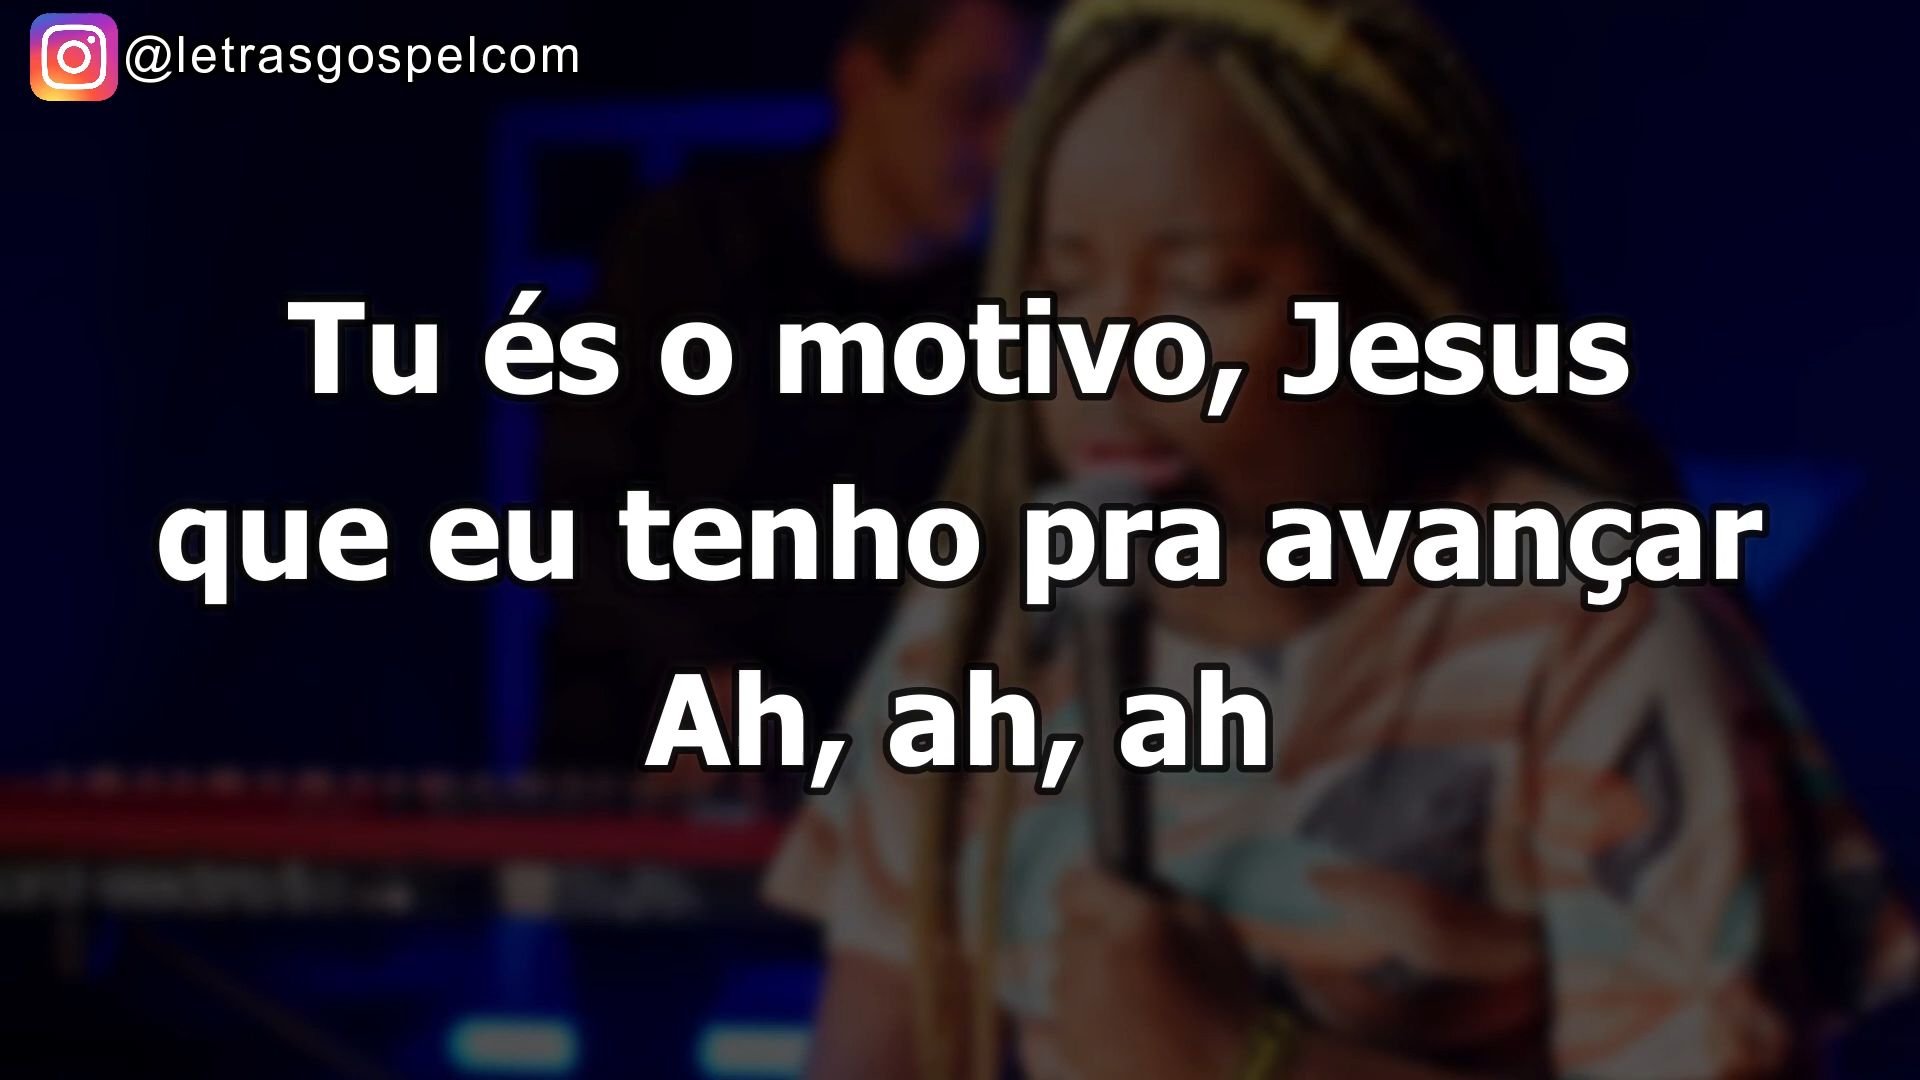 @letrasgospelcom
Tu és o motivo, Jesus
que eu tenho pra avançar
Ah, ah, ah